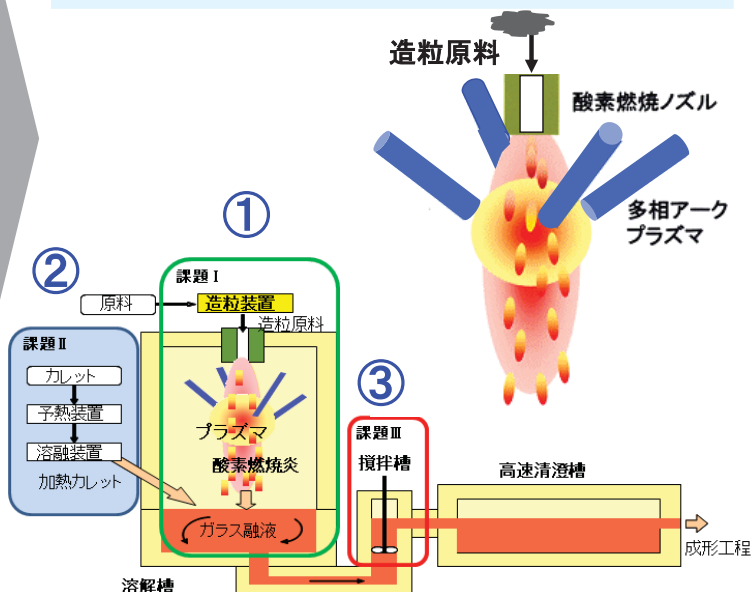 造粒原料
酸素燃焼ノズル
多相アーク
プラズマ
①
②
課題Ⅰ
原料
造粒装置
造粒原料
課題Ⅱ
カレット
予熱装置
溶融装置
加熱カレット
プラズマ
酸素燃焼炎
ガラス融液
溶解槽
③
課題Ⅲ
撹拌槽
高速清澄槽
成形工程